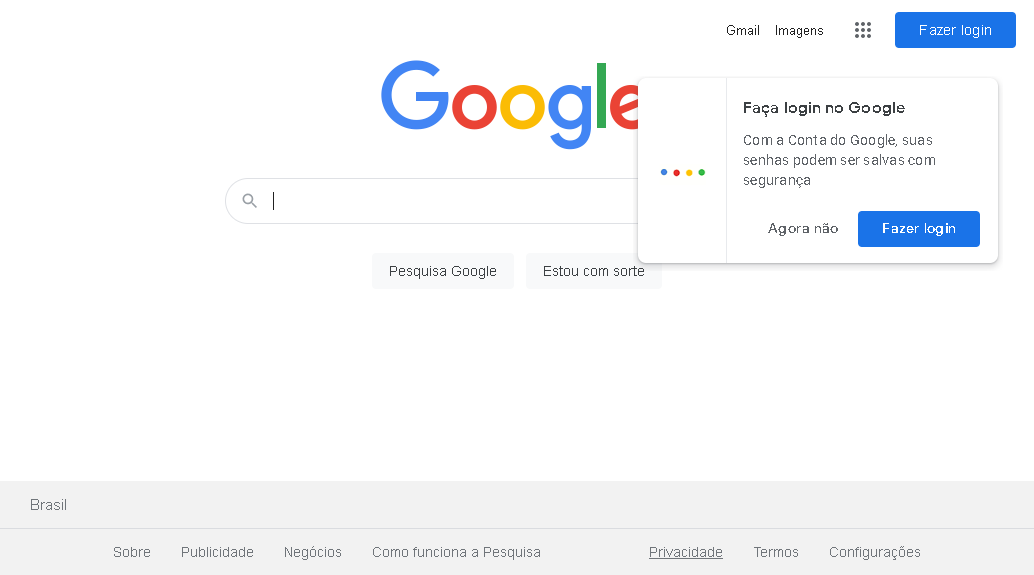 Gmail Imagens Fazer login
Google
Faça login no Google
Com a Conta do Google, suas
senhas podem ser salvas com
segurança
Agora não Fazer login
Pesquisa Google Estou com sorte
Brasil
Sobre Publicidade Negócios Como funciona a Pesquisa Privacidade Termos Configurações